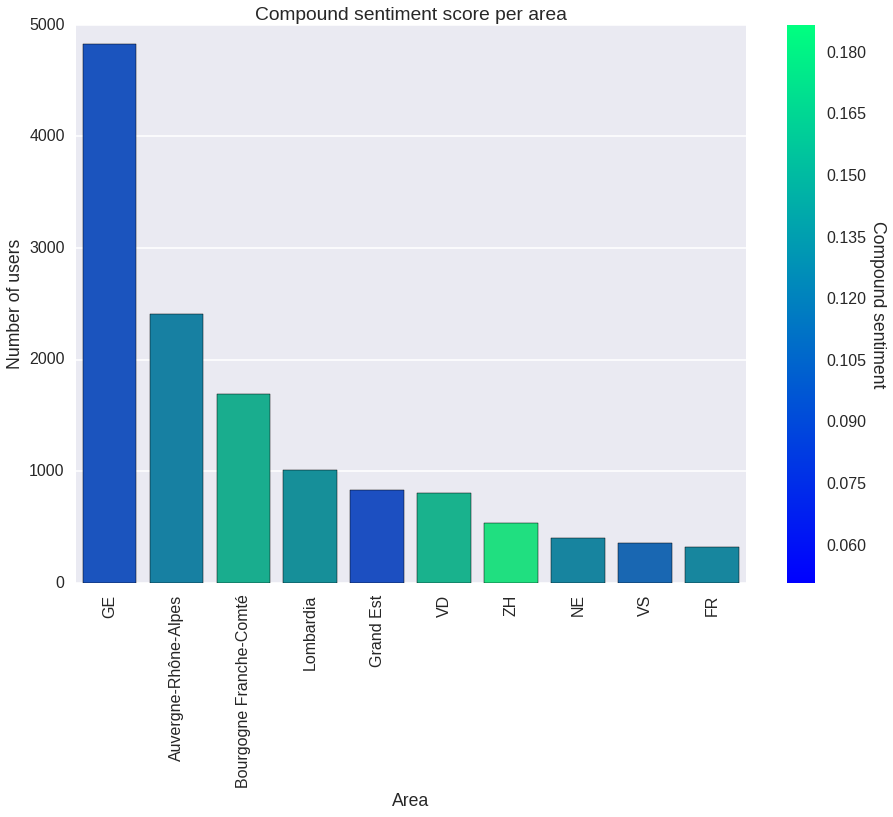 Compound sentiment score per area
Number of users
5000
4000
3000
2000
1000
0
GE
Auvergne-Rhône-Alpes
Bourgogne Franche-Comté
Lombardia
Grand Est
VD
ZH
NE
VS
FR
Area
0.180
0.165
0.150
0.135
0.120
0.105
0.090
0.075
0.060
Compound sentiment